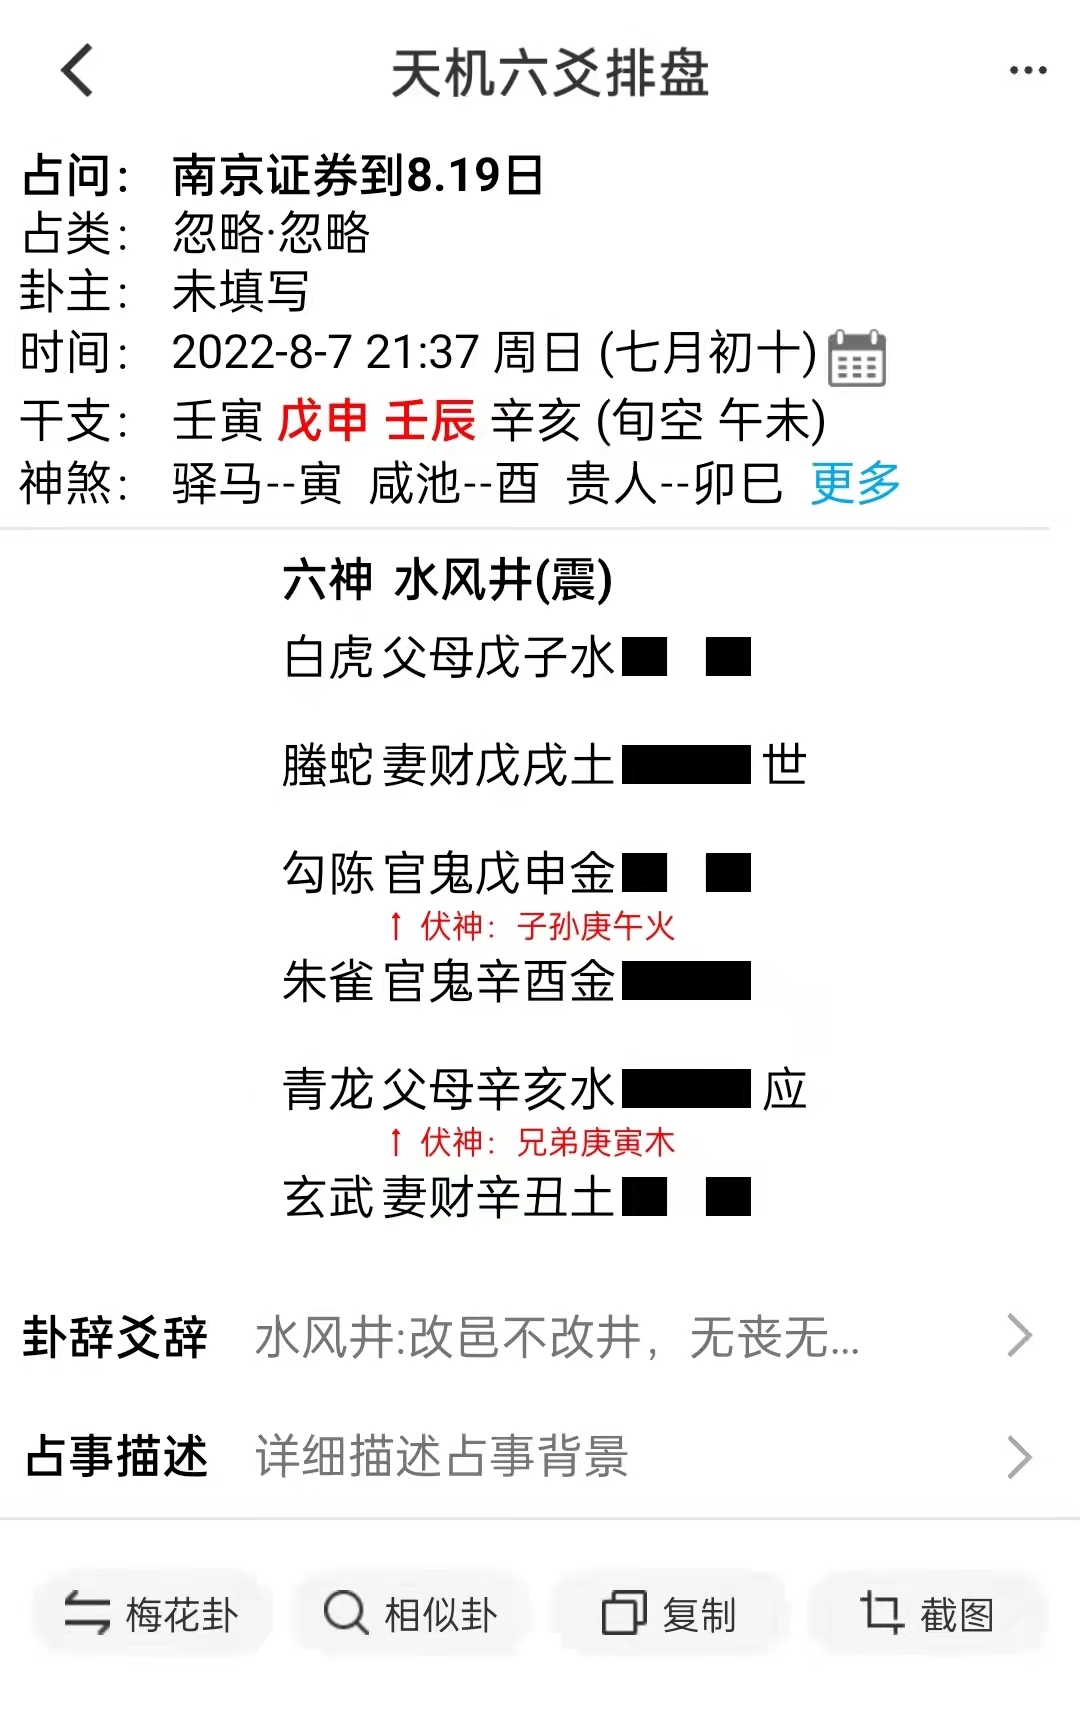 天机六爻排盘
占问： 南京证券到8.19日
占类： 忽略·忽略
卦主： 未填写
时间： 2022-8-7 21:37 周日 (七月初十)
干支： 壬寅 戊申 壬辰 辛亥 (旬空 午未)
神煞： 驿马--寅 咸池--酉 贵人--卯巳 更多
六神 水风井(震)
白虎 父母戊子水
螣蛇 妻财戊戌土 世
勾陈 官鬼戊申金
↑ 伏神：子孙庚午火
朱雀 官鬼辛酉金
青龙 父母辛亥水 应
↑ 伏神：兄弟庚寅木
玄武 妻财辛丑土
卦辞爻辞 水风井:改邑不改井，无丧无...
占事描述 详细描述占事背景
梅花卦 相似卦 复制 截图